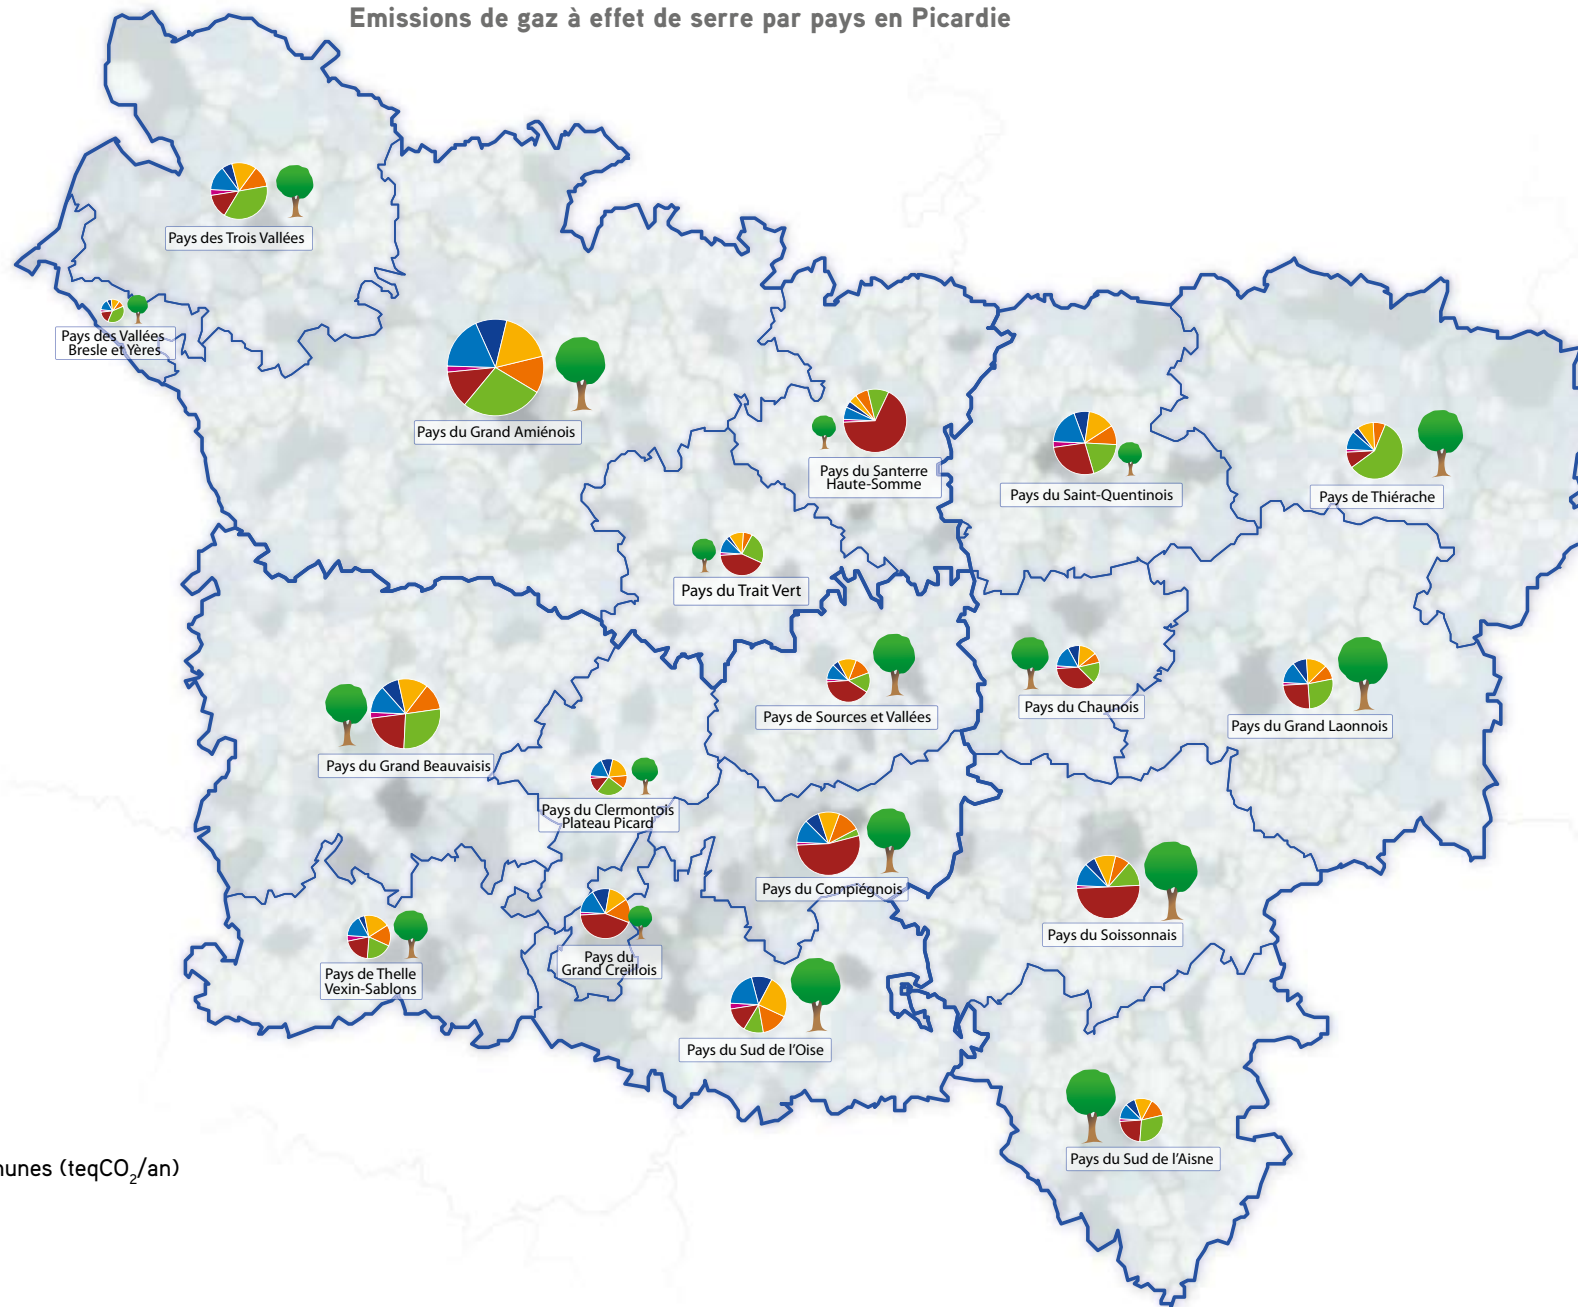 Emissions de gaz à effet de serre par pays en Picardie
Pays des Trois Vallées
Pays des Vallées
Bresle et Yères
Pays du Grand Amiénois
Pays du Santerre
Haute-Somme
Pays du Saint-Quentinois
Pays de Thiérache
Pays du Trait Vert
Pays de Sources et Vallées
Pays du Chaunois
Pays du Grand Laonnois
Pays du Grand Beauvaisis
Pays du Clermontois
Plateau Picard
Pays du Compiégnois
Pays du Soissonnais
Pays de Thelle
Vexin-Sablons
Pays du
Grand Creillois
Pays du Sud de l'Oise
Pays du Sud de l'Aisne
munes (teqCO₂/an)